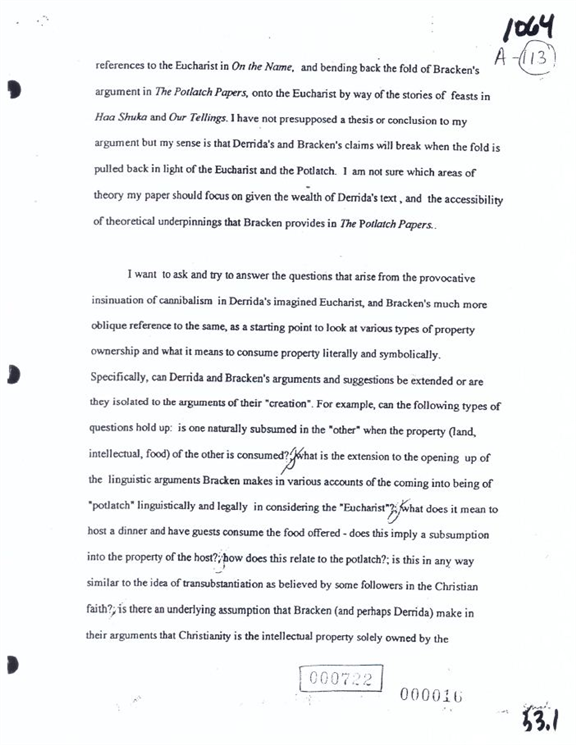 1064
A-113
references to the Eucharist in On the Name, and bending back the fold of Bracken's
argument in The Potlatch Papers, onto the Eucharist by way of the stories of feasts in
Haa Shuka and Our Tellings. I have not presupposed a thesis or conclusion to my
argument but my sense is that Derrida's and Bracken's claims will break when the fold is
pulled back in light of the Eucharist and the Potlatch. I am not sure which areas of
theory my paper should focus on given the wealth of Derrida's text , and the accessibility
of theoretical underpinnings that Bracken provides in The Potlatch Papers..
I want to ask and try to answer the questions that arise from the provocative
insinuation of cannibalism in Derrida's imagined Eucharist, and Bracken's much more
oblique reference to the same, as a starting point to look at various types of property
ownership and what it means to consume property literally and symbolically.
Specifically, can Derrida and Bracken's arguments and suggestions be extended or are
they isolated to the arguments of their "creation". For example, can the following types of
questions hold up: is one naturally subsumed in the "other" when the property (land,
intellectual, food) of the other is consumed?; what is the extension to the opening up of
the linguistic arguments Bracken makes in various accounts of the coming into being of
"potlatch" linguistically and legally in considering the "Eucharist"?; what does it mean to
host a dinner and have guests consume the food offered - does this imply a subsumption
into the property of the host?; how does this relate to the potlatch?; is this in any way
similar to the idea of transubstantiation as believed by some followers in the Christian
faith?; is there an underlying assumption that Bracken (and perhaps Derrida) make in
their arguments that Christianity is the intellectual property solely owned by the
000722
000016
53.1